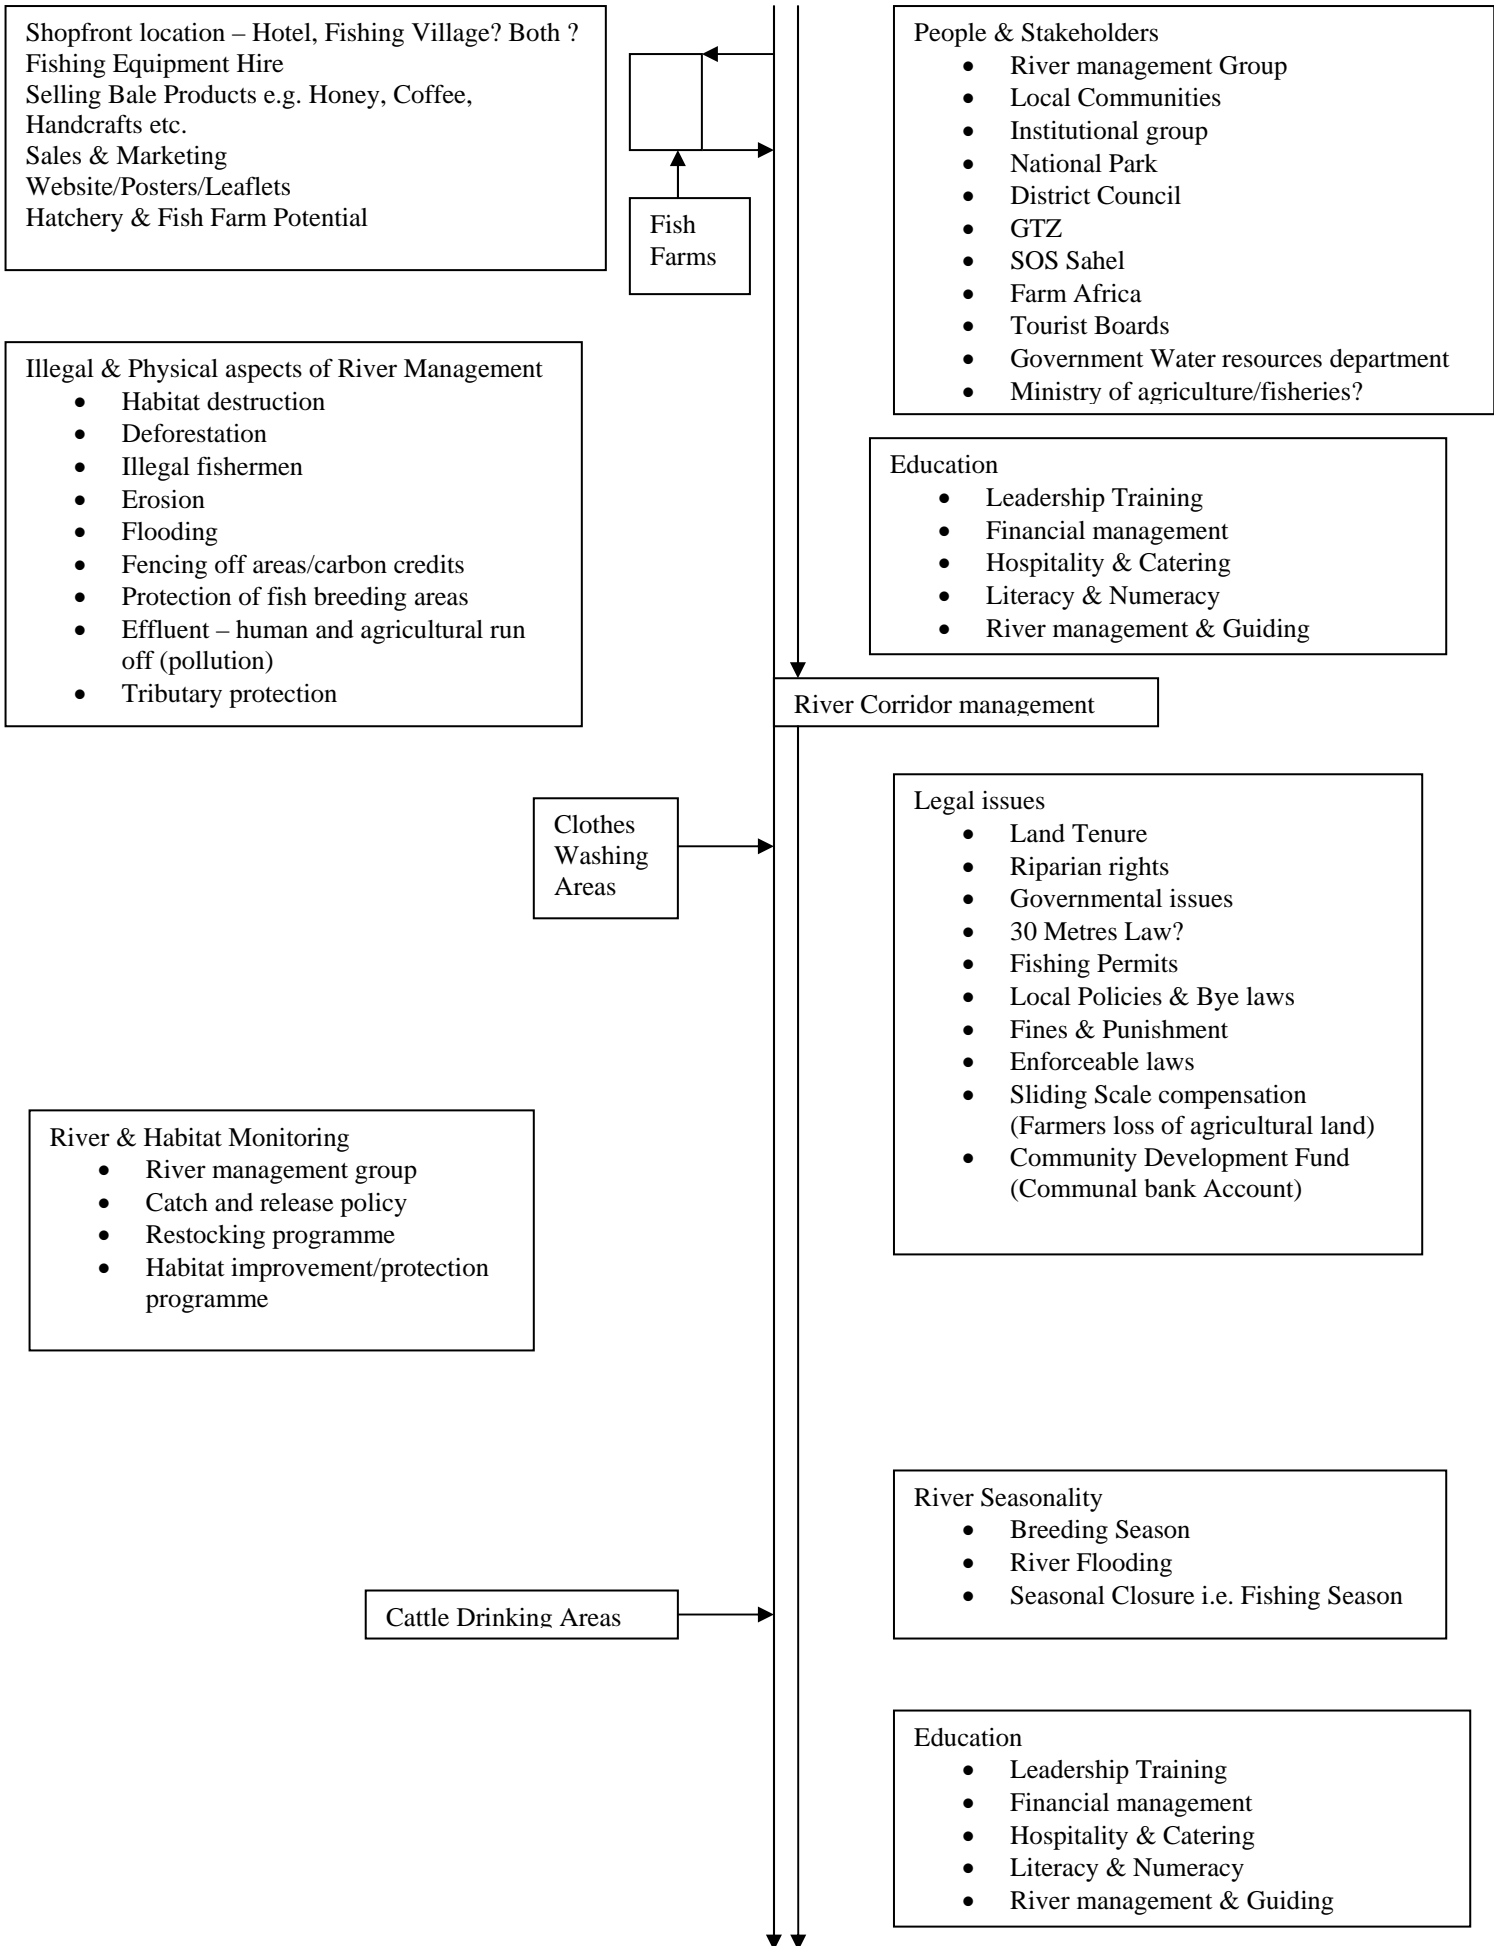 Shopfront location – Hotel, Fishing Village? Both ?
Fishing Equipment Hire
Selling Bale Products e.g. Honey, Coffee,
Handcrafts etc.
Sales & Marketing
Website/Posters/Leaflets
Hatchery & Fish Farm Potential
Fish
Farms
People & Stakeholders
• River management Group
• Local Communities
• Institutional group
• National Park
• District Council
• GTZ
• SOS Sahel
• Farm Africa
• Tourist Boards
• Government Water resources department
• Ministry of agriculture/fisheries?
Illegal & Physical aspects of River Management
• Habitat destruction
• Deforestation
• Illegal fishermen
• Erosion
• Flooding
• Fencing off areas/carbon credits
• Protection of fish breeding areas
• Effluent – human and agricultural run
off (pollution)
• Tributary protection
Education
• Leadership Training
• Financial management
• Hospitality & Catering
• Literacy & Numeracy
• River management & Guiding
River Corridor management
Clothes
Washing
Areas
Legal issues
• Land Tenure
• Riparian rights
• Governmental issues
• 30 Metres Law?
• Fishing Permits
• Local Policies & Bye laws
• Fines & Punishment
• Enforceable laws
• Sliding Scale compensation
(Farmers loss of agricultural land)
• Community Development Fund
(Communal bank Account)
River & Habitat Monitoring
• River management group
• Catch and release policy
• Restocking programme
• Habitat improvement/protection
programme
River Seasonality
• Breeding Season
• River Flooding
• Seasonal Closure i.e. Fishing Season
Cattle Drinking Areas
Education
• Leadership Training
• Financial management
• Hospitality & Catering
• Literacy & Numeracy
• River management & Guiding